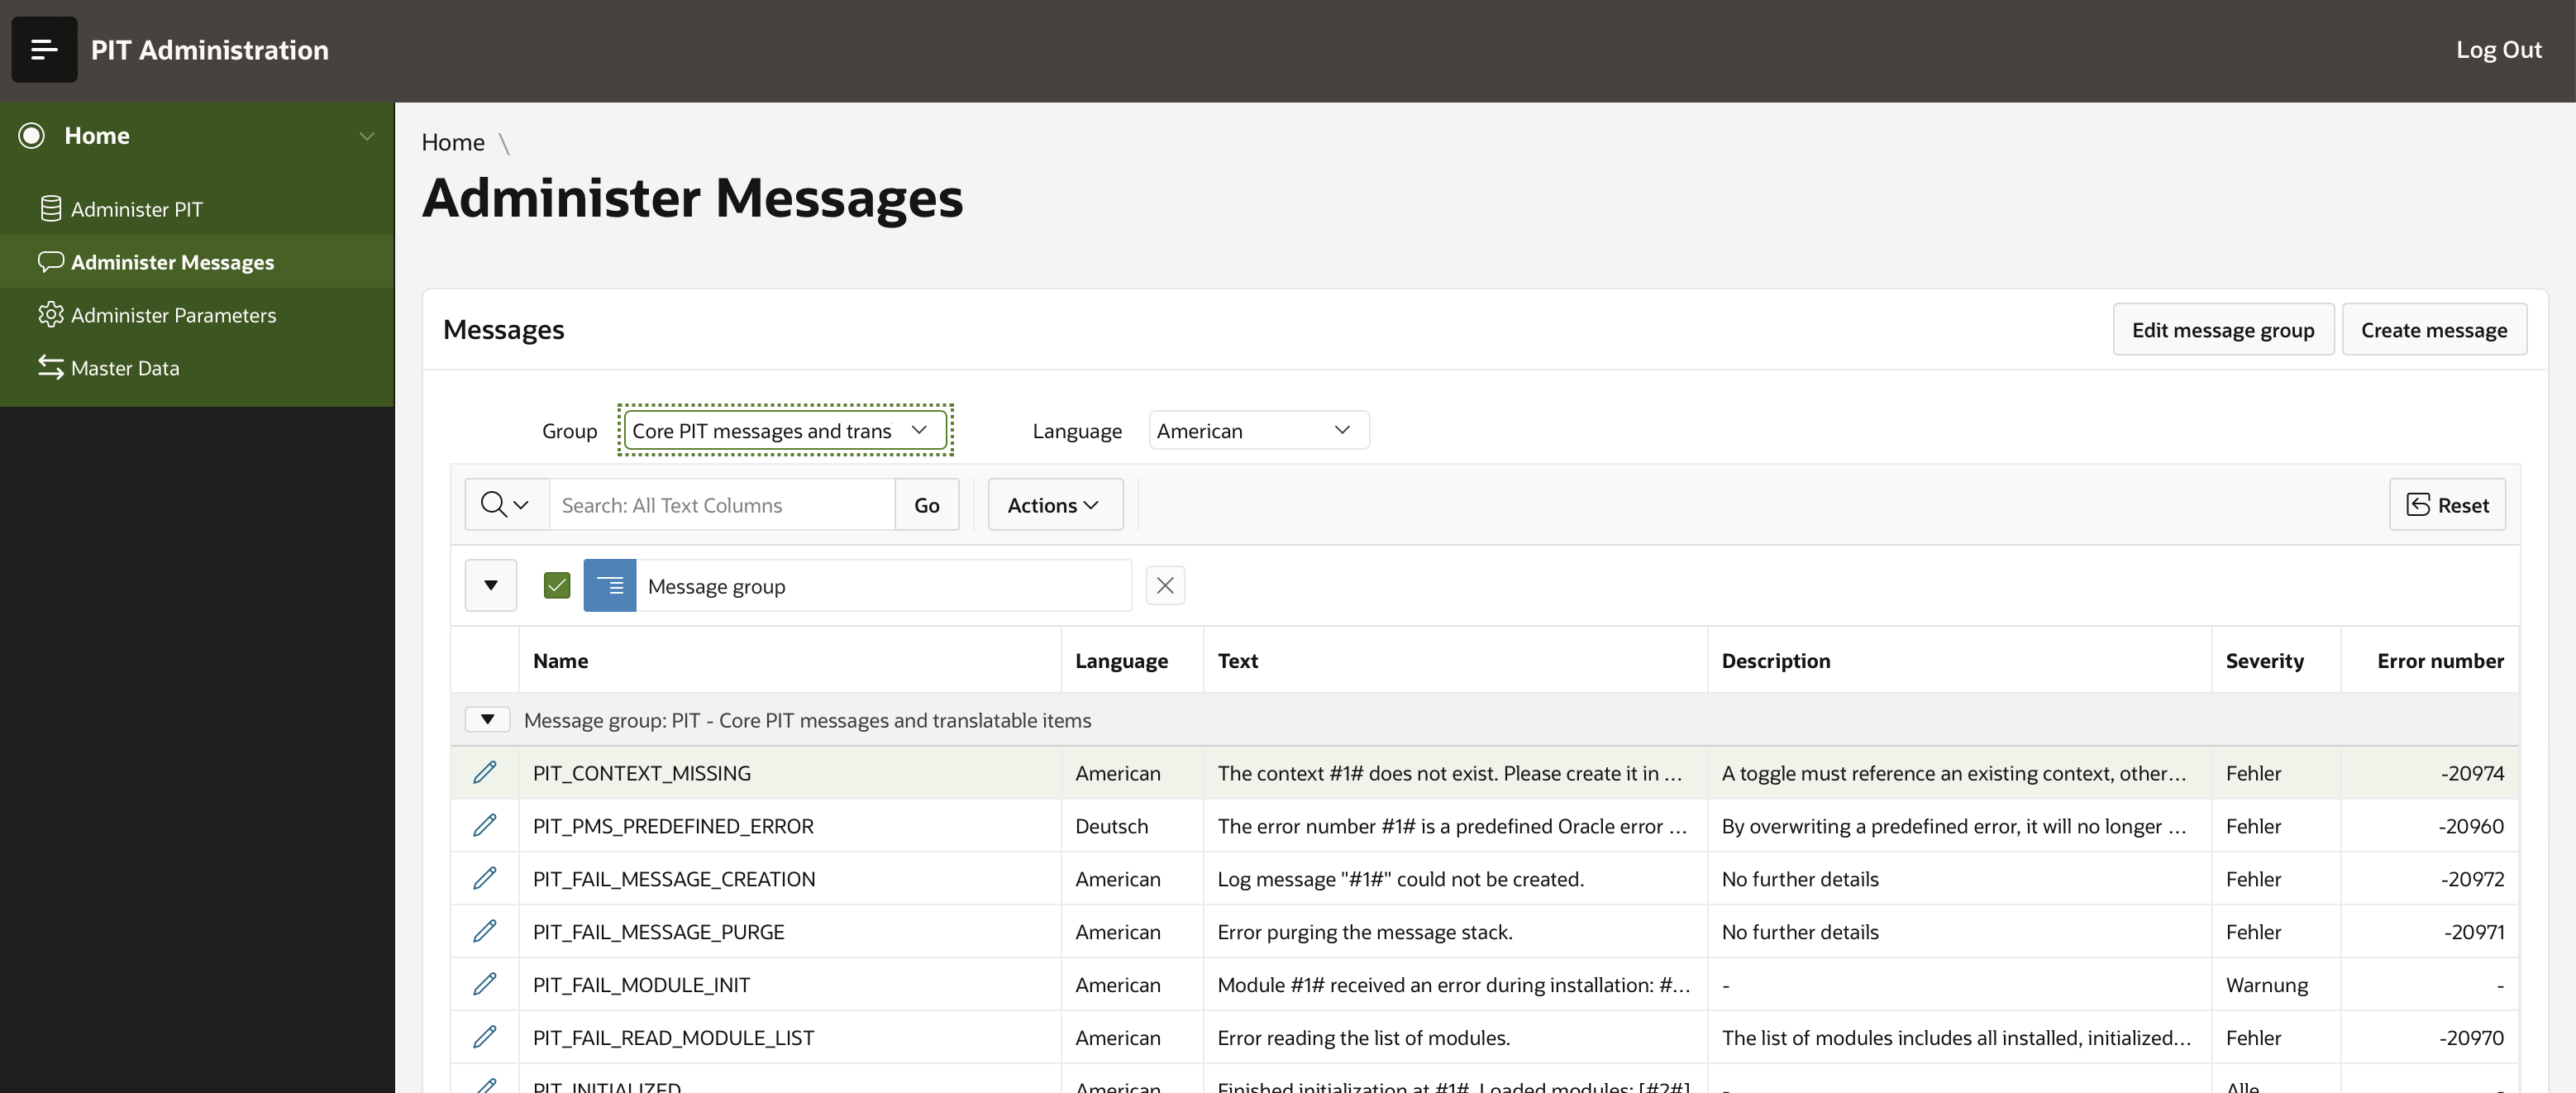 PIT Administration
Log Out
Home
Administer PIT
Administer Messages
Administer Parameters
Master Data
Home \
Administer Messages
Messages
Edit message group
Create message
Group
Core PIT messages and trans
Language
American
Search: All Text Columns
Go
Actions
Reset
Message group
Name Language Text Description Severity Error number
Message group: PIT - Core PIT messages and translatable items
PIT_CONTEXT_MISSING American The context #1# does not exist. Please create it in ... A toggle must reference an existing context, other... Fehler -20974
PIT_PMS_PREDEFINED_ERROR Deutsch The error number #1# is a predefined Oracle error ... By overwriting a predefined error, it will no longer ... Fehler -20960
PIT_FAIL_MESSAGE_CREATION American Log message "#1#" could not be created. No further details Fehler -20972
PIT_FAIL_MESSAGE_PURGE American Error purging the message stack. No further details Fehler -20971
PIT_FAIL_MODULE_INIT American Module #1# received an error during installation: #... - Warnung -
PIT_FAIL_READ_MODULE_LIST American Error reading the list of modules. The list of modules includes all installed, initialized... Fehler -20970
PIT_INITIALIZED American Finished initialization at #1#. Loaded modules: [#2#] - Alle -